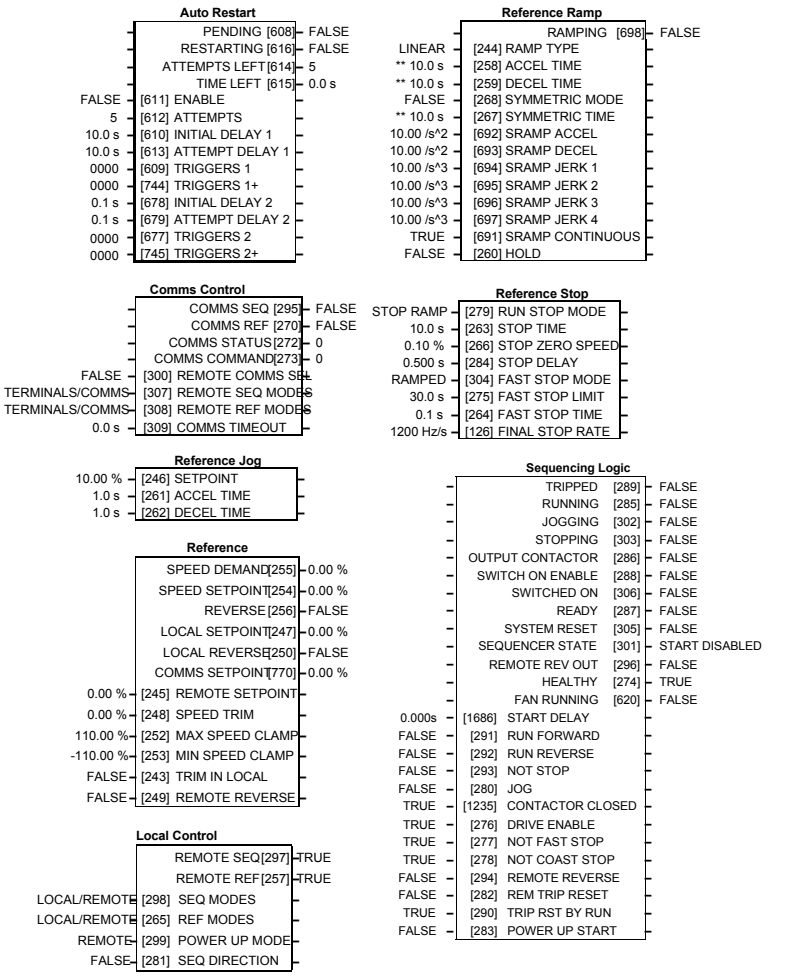 Auto Restart
PENDING [608] FALSE
RESTARTING [616] FALSE
ATTEMPTS LEFT[614] 5
TIME LEFT [615] 0.0 s
FALSE [611] ENABLE
5 [612] ATTEMPTS
10.0 s [610] INITIAL DELAY 1
10.0 s [613] ATTEMPT DELAY 1
0000 [609] TRIGGERS 1
0000 [744] TRIGGERS 1+
0.1 s [678] INITIAL DELAY 2
0.1 s [679] ATTEMPT DELAY 2
0000 [677] TRIGGERS 2
0000 [745] TRIGGERS 2+
Comms Control
COMMS SEQ [295] FALSE
COMMS REF [270] FALSE
COMMS STATUS[272] 0
COMMS COMMAND[273] 0
FALSE [300] REMOTE COMMS SEL
TERMINALS/COMMS [307] REMOTE SEQ MODES
TERMINALS/COMMS [308] REMOTE REF MODES
0.0 s [309] COMMS TIMEOUT
Reference Jog
10.00 % [246] SETPOINT
1.0 s [261] ACCEL TIME
1.0 s [262] DECEL TIME
Reference
SPEED DEMAND[255] 0.00 %
SPEED SETPOINT[254] 0.00 %
REVERSE[256] FALSE
LOCAL SETPOINT[247] 0.00 %
LOCAL REVERSE[250] FALSE
COMMS SETPOINT[770] 0.00 %
0.00 % [245] REMOTE SETPOINT
0.00 % [248] SPEED TRIM
110.00 % [252] MAX SPEED CLAMP
-110.00 % [253] MIN SPEED CLAMP
FALSE [243] TRIM IN LOCAL
FALSE [249] REMOTE REVERSE
Local Control
REMOTE SEQ[297] TRUE
REMOTE REF[257] TRUE
LOCAL/REMOTE [298] SEQ MODES
LOCAL/REMOTE [265] REF MODES
REMOTE [299] POWER UP MODE
FALSE [281] SEQ DIRECTION
Reference Ramp
RAMPING [698] FALSE
LINEAR [244] RAMP TYPE
** 10.0 s [258] ACCEL TIME
** 10.0 s [259] DECEL TIME
FALSE [268] SYMMETRIC MODE
** 10.0 s [267] SYMMETRIC TIME
10.00 /s^2 [692] SRAMP ACCEL
10.00 /s^2 [693] SRAMP DECEL
10.00 /s^3 [694] SRAMP JERK 1
10.00 /s^3 [695] SRAMP JERK 2
10.00 /s^3 [696] SRAMP JERK 3
10.00 /s^3 [697] SRAMP JERK 4
TRUE [691] SRAMP CONTINUOUS
FALSE [260] HOLD
Reference Stop
STOP RAMP [279] RUN STOP MODE
10.0 s [263] STOP TIME
0.10 % [266] STOP ZERO SPEED
0.500 s [284] STOP DELAY
RAMPED [304] FAST STOP MODE
30.0 s [275] FAST STOP LIMIT
0.1 s [264] FAST STOP TIME
1200 Hz/s [126] FINAL STOP RATE
Sequencing Logic
TRIPPED [289] FALSE
RUNNING [285] FALSE
JOGGING [302] FALSE
STOPPING [303] FALSE
OUTPUT CONTACTOR [286] FALSE
SWITCH ON ENABLE [288] FALSE
SWITCHED ON [306] FALSE
READY [287] FALSE
SYSTEM RESET [305] FALSE
SEQUENCER STATE [301] START DISABLED
REMOTE REV OUT [296] FALSE
HEALTHY [274] TRUE
FAN RUNNING [620] FALSE
0.000s [1686] START DELAY
FALSE [291] RUN FORWARD
FALSE [292] RUN REVERSE
FALSE [293] NOT STOP
FALSE [280] JOG
TRUE [1235] CONTACTOR CLOSED
TRUE [276] DRIVE ENABLE
TRUE [277] NOT FAST STOP
TRUE [278] NOT COAST STOP
FALSE [294] REMOTE REVERSE
FALSE [282] REM TRIP RESET
TRUE [290] TRIP RST BY RUN
FALSE [283] POWER UP START